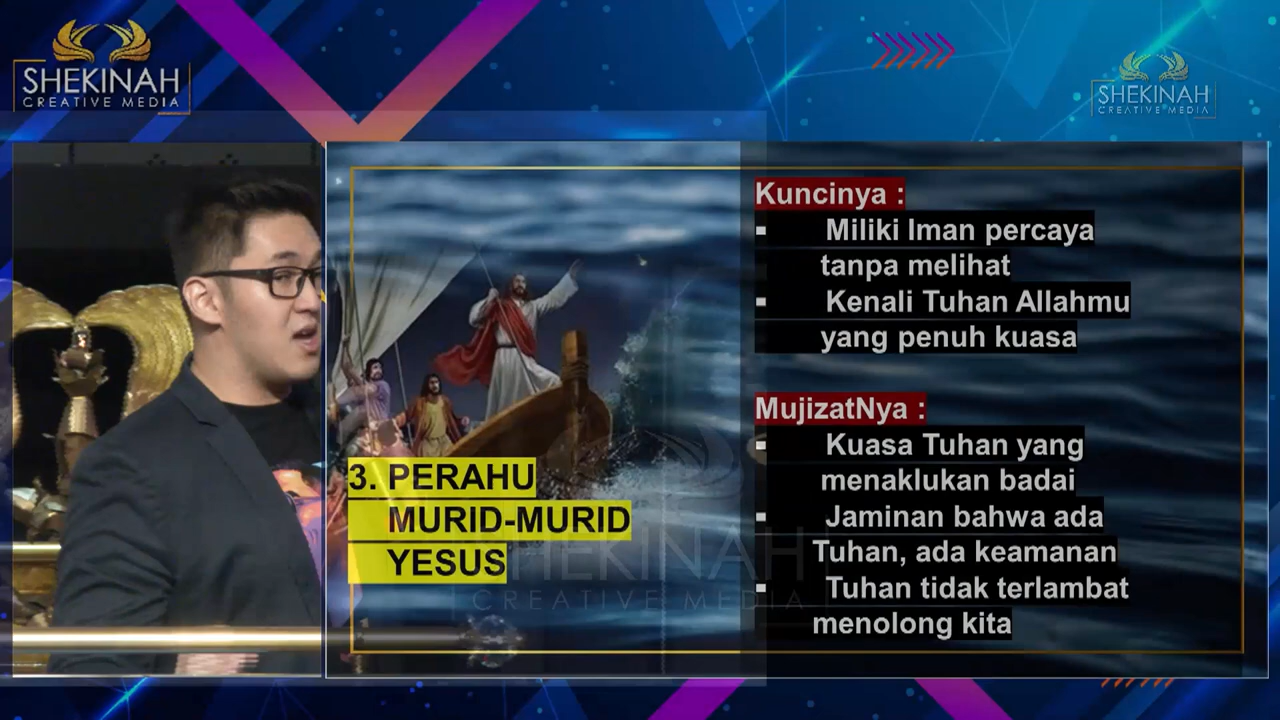 SHEKINAH
CREATIVE MEDIA
SHEKINAH
CREATIVE MEDIA
3. PERAHU
MURID-MURID
YESUS
Kuncinya :
▪ Miliki Iman percaya
tanpa melihat
▪ Kenali Tuhan Allahmu
yang penuh kuasa
MujizatNya :
▪ Kuasa Tuhan yang
menaklukan badai
▪ Jaminan bahwa ada
Tuhan, ada keamanan
▪ Tuhan tidak terlambat
menolong kita
SHEKINAH
CREATIVE MEDIA